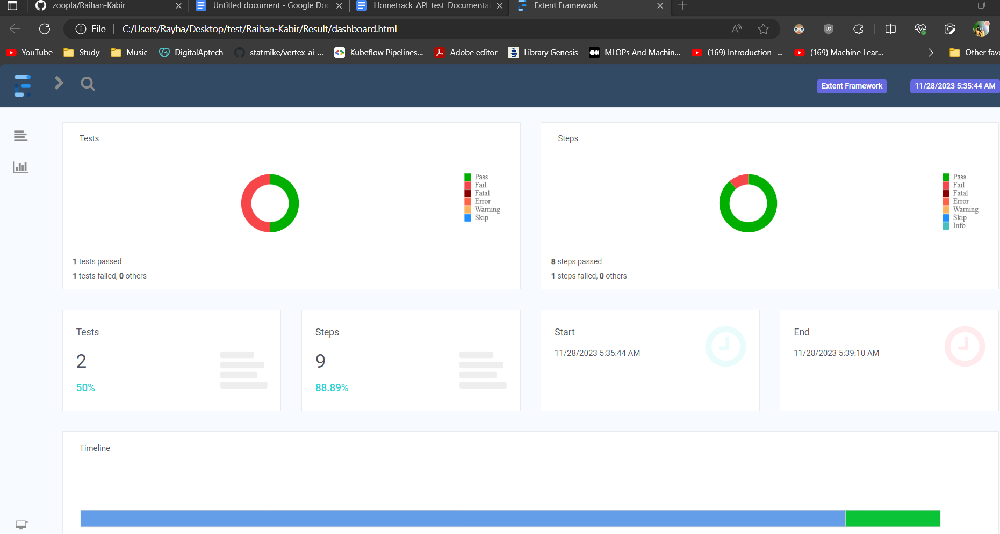 zoopla/Raihan-Kabir
Untitled document - Google Doc
Hometrack_API_test_Documenta
Extent Framework
File
C:/Users/Rayha/Desktop/test/Raihan-Kabir/Result/dashboard.html
YouTube
Study
Music
DigitalAptech
statmike/vertex-ai-...
Kubeflow Pipelines...
Adobe editor
Library Genesis
MLOPs And Machin...
(169) Introduction -...
(169) Machine Lear...
Other fav
Extent Framework
11/28/2023 5:35:44 AM
Tests
Pass
Fail
Fatal
Error
Warning
Skip
1 tests passed
1 tests failed, 0 others
Steps
Pass
Fail
Fatal
Error
Warning
Skip
Info
8 steps passed
1 steps failed, 0 others
Tests
2
50%
Steps
9
88.89%
Start
11/28/2023 5:35:44 AM
End
11/28/2023 5:39:10 AM
Timeline